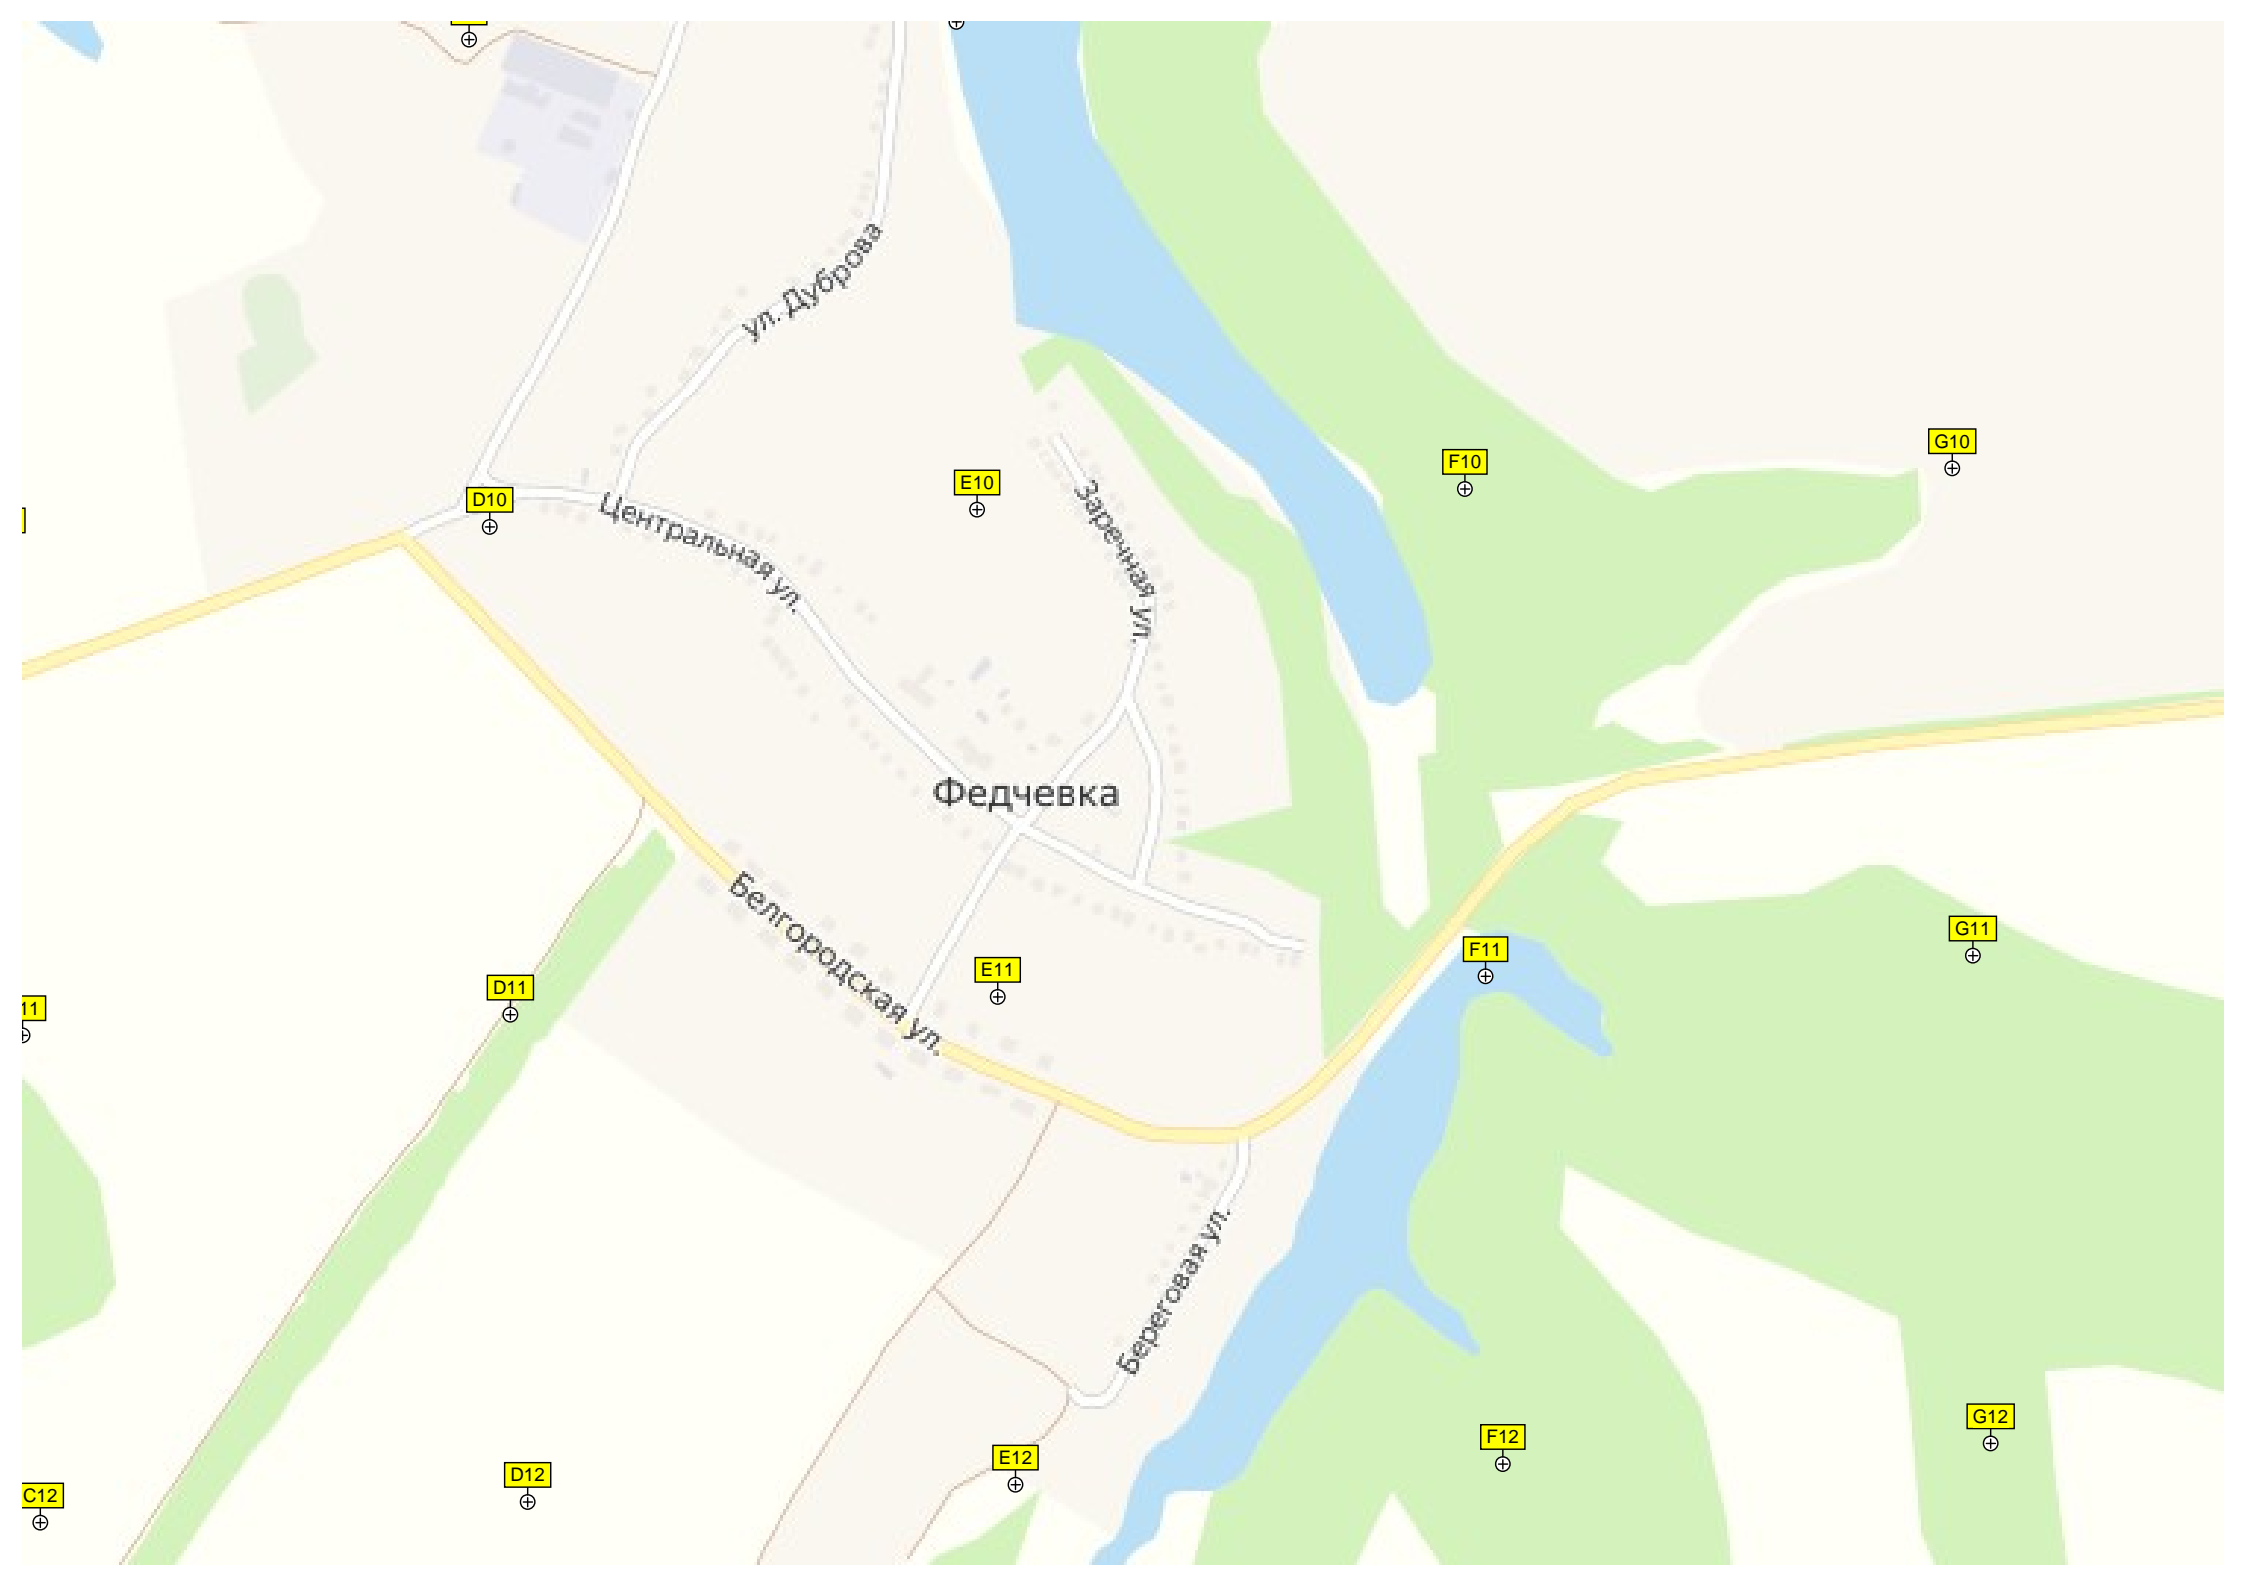 ул. Дуброва
G10
F10
E10
D10
Центральная ул.
Заречная ул.
Федчевка
Белгородская ул.
G11
F11
E11
D11
11
Береговая ул.
G12
F12
E12
D12
C12